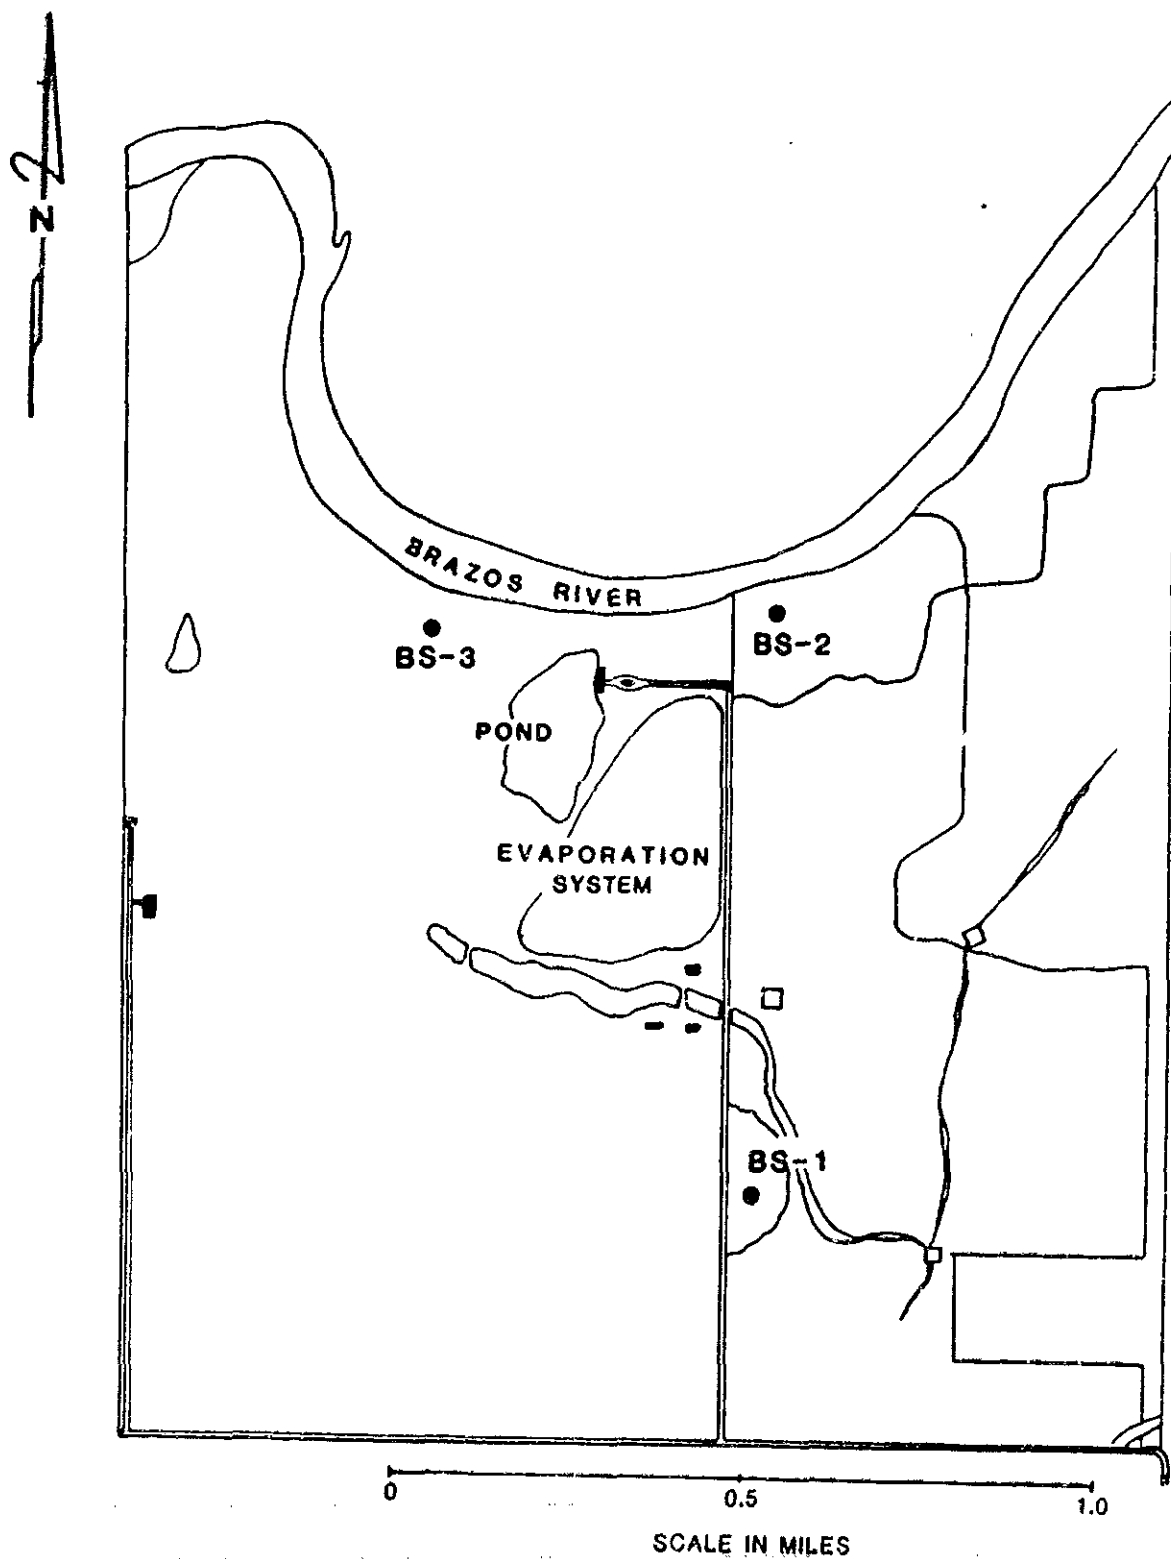 N
BRAZOS RIVER
BS-3
BS-2
POND
EVAPORATION
SYSTEM
BS-1
0 0.5 1.0
SCALE IN MILES